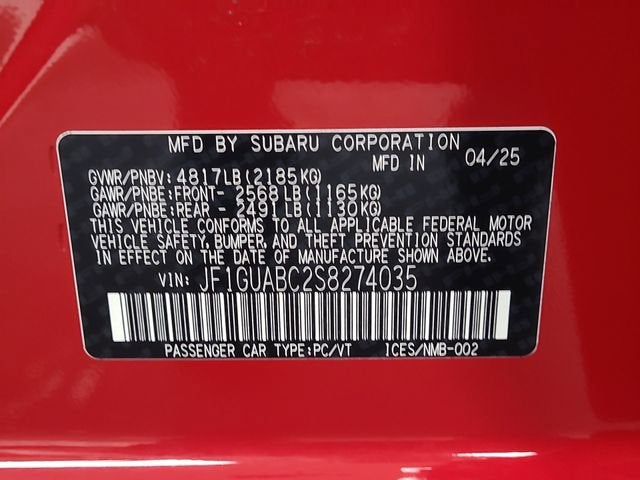 MFD BY SUBARU CORPORATION
MFD IN 04/25
GVWR/PNBV: 4817LB(2185KG)
GAWR/PNBE:FRONT- 2568LB(1165KG)
GAWR/PNBE:REAR - 2491LB(1130KG)
THIS VEHICLE CONFORMS TO ALL APPLICABLE FEDERAL MOTOR
VEHICLE SAFETY, BUMPER, AND THEFT PREVENTION STANDARDS
IN EFFECT ON THE DATE OF MANUFACTURE SHOWN ABOVE.
VIN: JF1GUABC2S8274035
PASSENGER CAR TYPE:PC/VT ICES/NMB-002